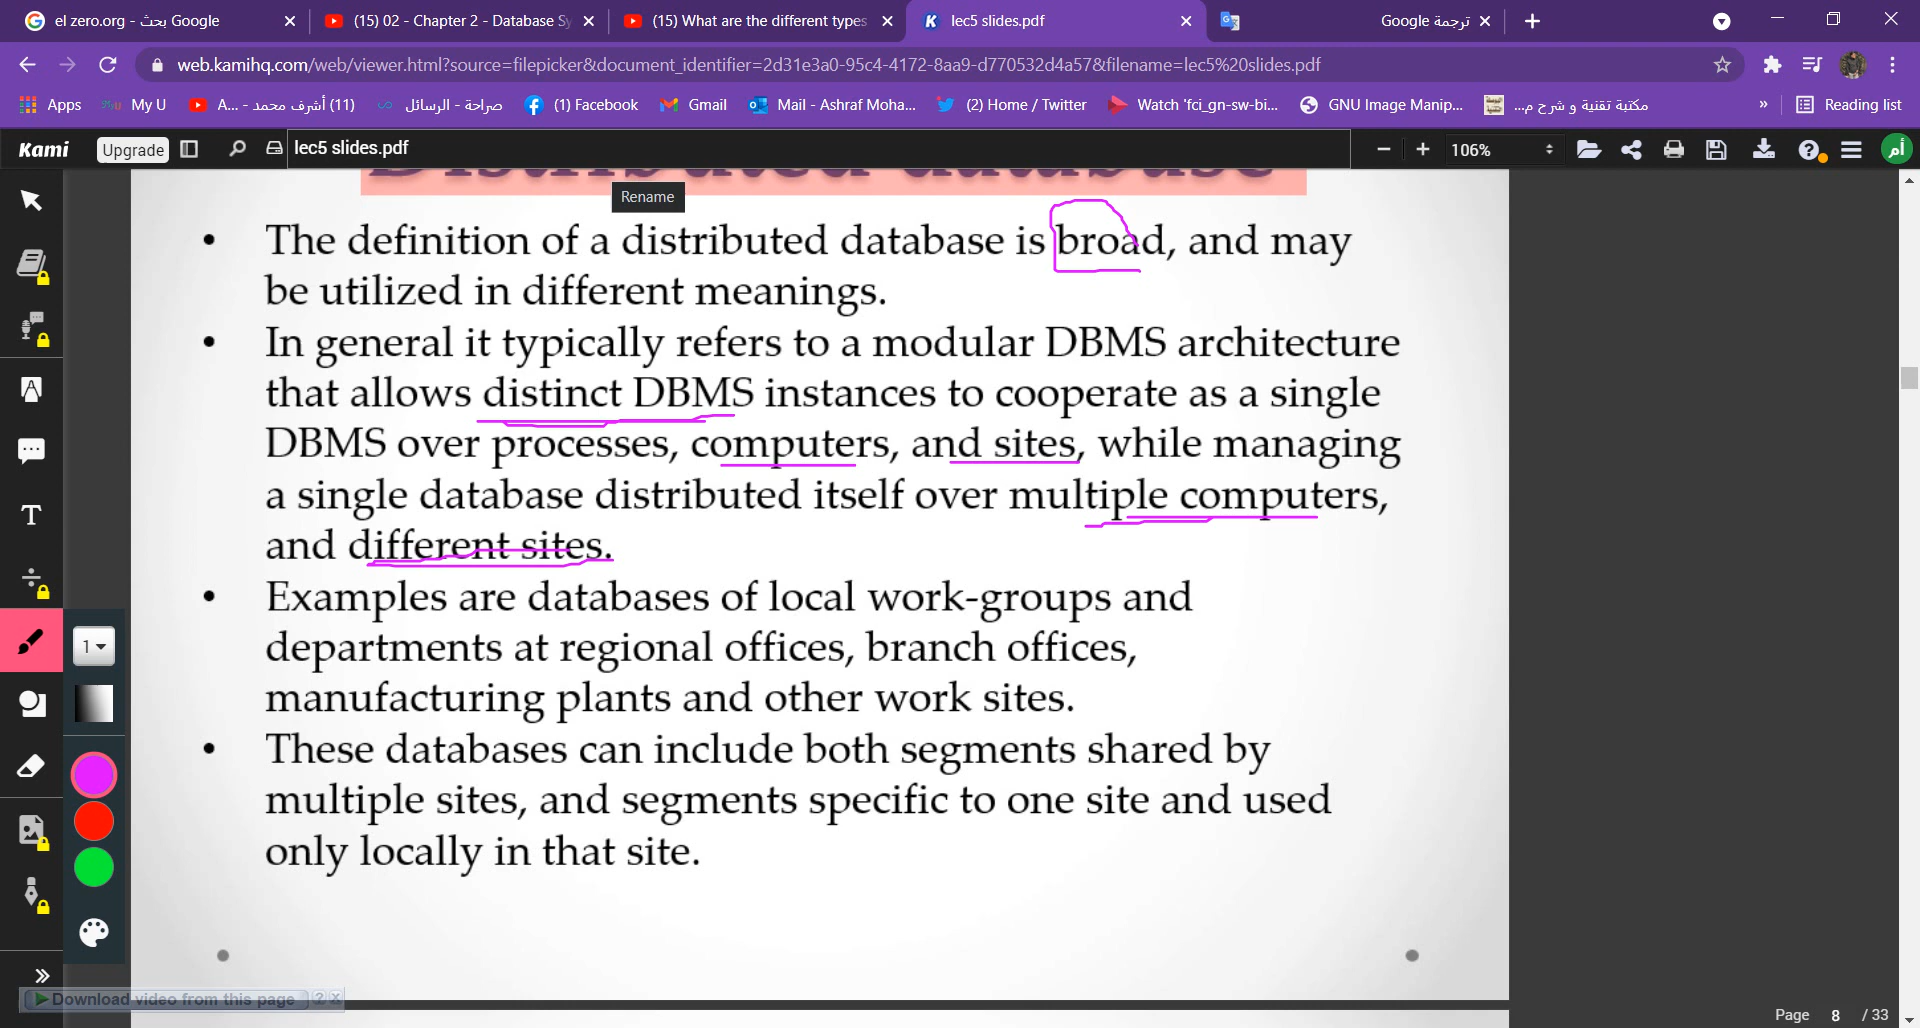 el zero.org - بحث Google
(15) 02 - Chapter 2 - Database Sy
(15) What are the different types
lec5 slides.pdf
ترجمة Google
web.kamihq.com/web/viewer.html?source=filepicker&document_identifier=2d31e3a0-95c4-4172-8aa9-d770532d4a57&filename=lec5%20slides.pdf
Apps
My U
(11) أشرف محمد - A...
صراحة - الرسائل
(1) Facebook
Gmail
Mail - Ashraf Moha...
(2) Home / Twitter
Watch 'fci_gn-sw-bi...
GNU Image Manip...
مكتبة تقنية و شرح م...
»
Reading list
Kami
Upgrade
lec5 slides.pdf
106%
أم
Distributed database
Rename
• The definition of a distributed database is broad, and may
be utilized in different meanings.
• In general it typically refers to a modular DBMS architecture
that allows distinct DBMS instances to cooperate as a single
DBMS over processes, computers, and sites, while managing
a single database distributed itself over multiple computers,
and different sites.
• Examples are databases of local work-groups and
departments at regional offices, branch offices,
manufacturing plants and other work sites.
• These databases can include both segments shared by
multiple sites, and segments specific to one site and used
only locally in that site.
1
Download video from this page ? x
Page 8 / 33